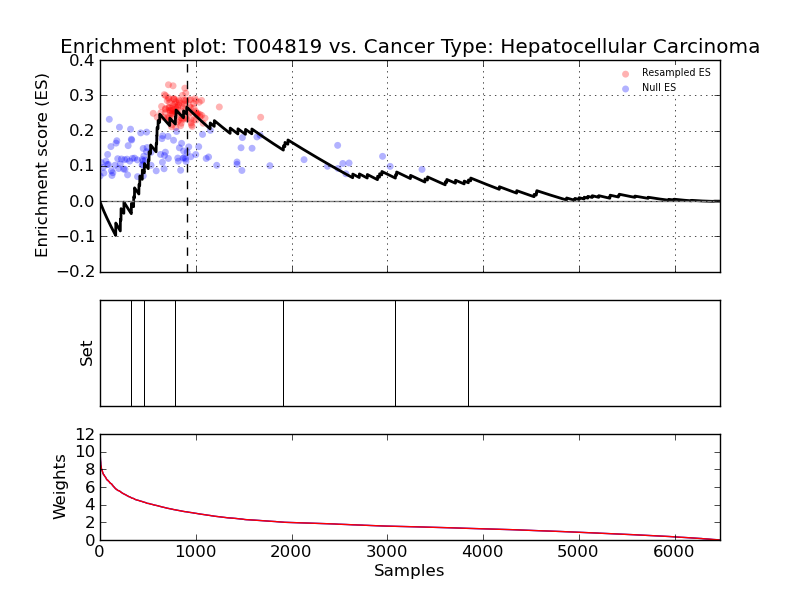 Enrichment plot: T004819 vs. Cancer Type: Hepatocellular Carcinoma
Enrichment score (ES)
0.4
0.3
0.2
0.1
0.0
−0.1
−0.2
Resampled ES
Null ES
Set
Weights
12
10
8
6
4
2
0
0 1000 2000 3000 4000 5000 6000
Samples